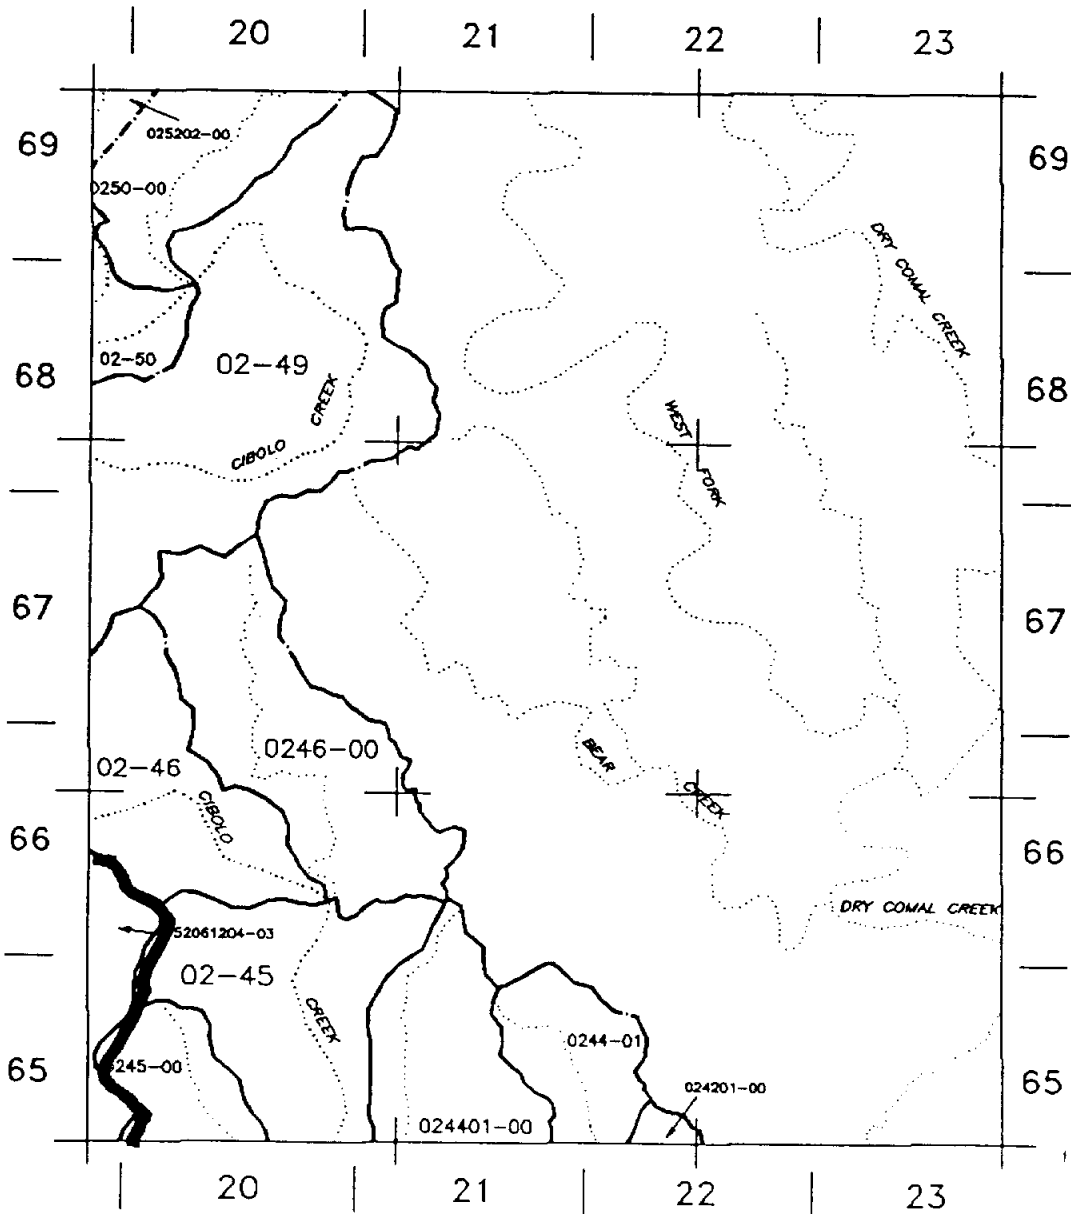 20 21 22 23
69 69
025202-00
0250-00
DRY COMAL CREEK
02-50
02-49
68 68
CIBOLO CREEK
WEST FORK
67 67
0246-00
02-46
BEAR CREEK
CIBOLO
66 66
DRY COMAL CREEK
52061204-03
02-45
CREEK
0244-01
65 65
245-00
024201-00
024401-00
20 21 22 23